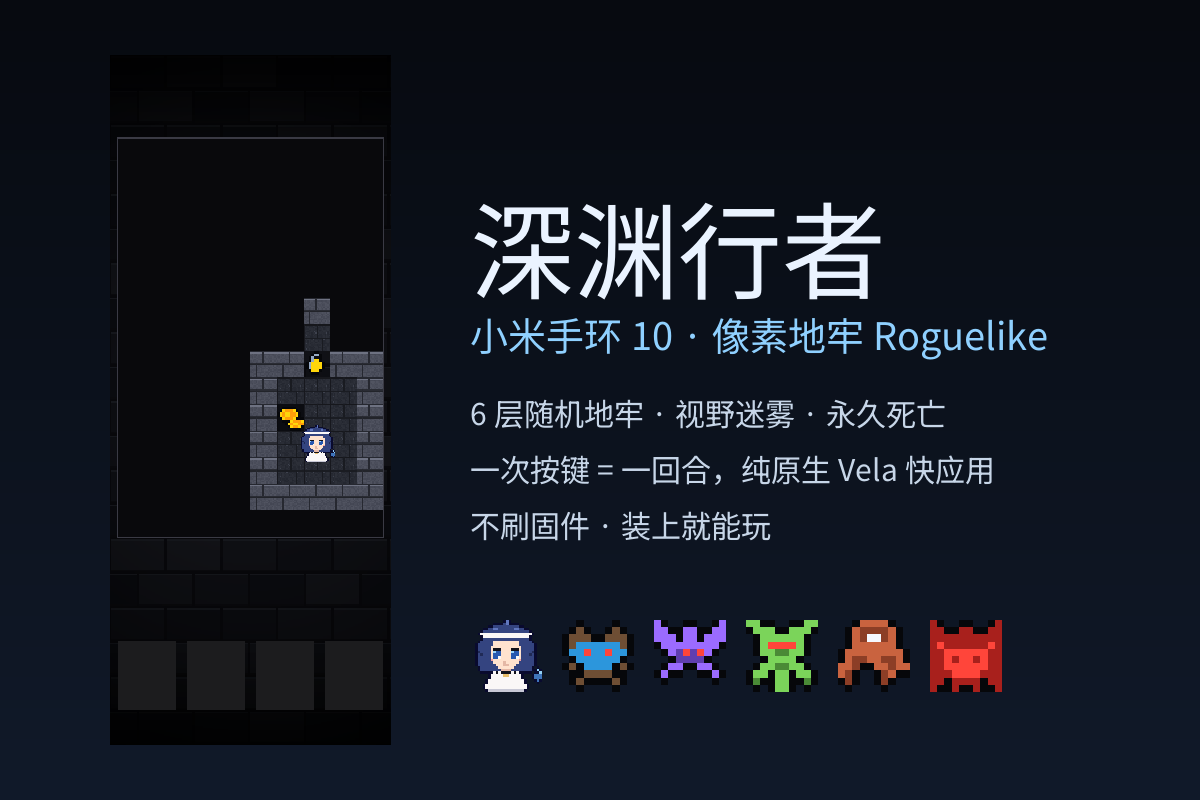 深渊行者
小米手环 10 · 像素地牢 Roguelike
6 层随机地牢 · 视野迷雾 · 永久死亡
一次按键 = 一回合，纯原生 Vela 快应用
不刷固件 · 装上就能玩